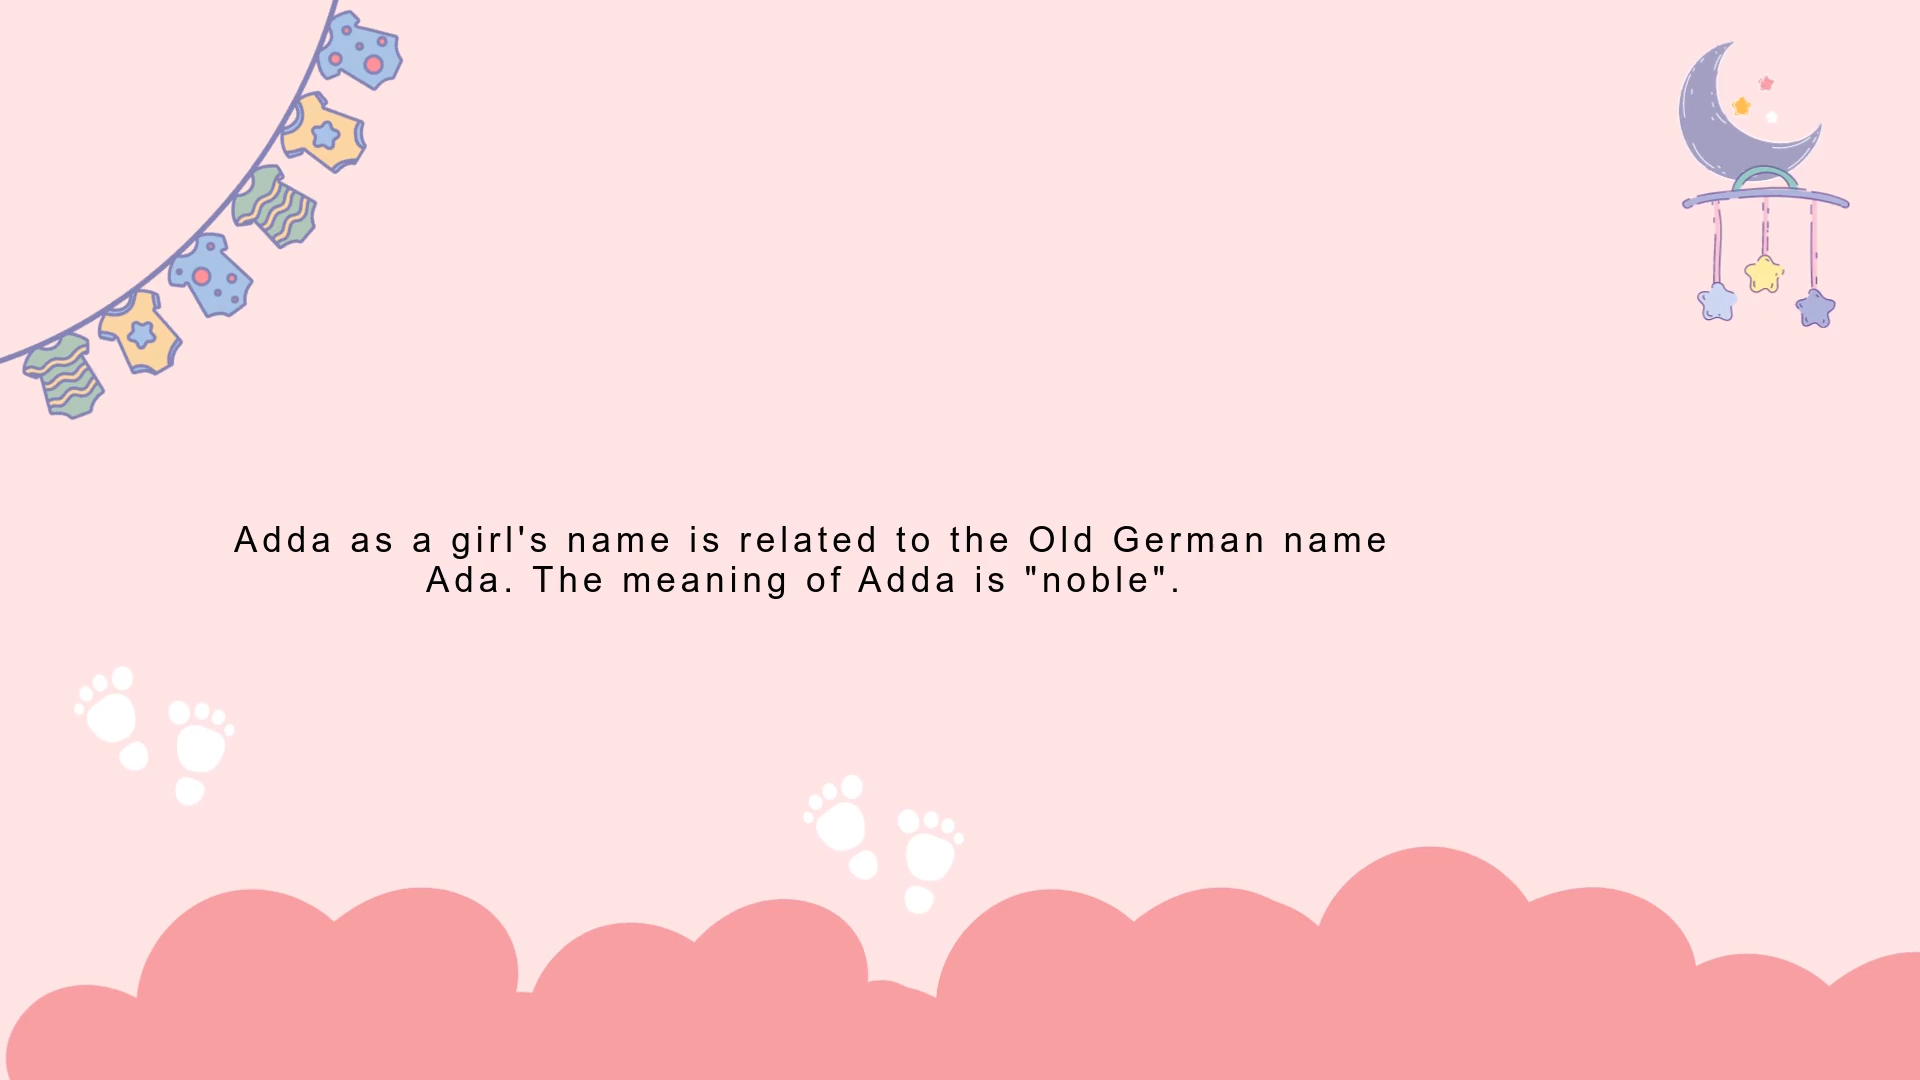 Adda as a girl's name is related to the Old German name
Ada. The meaning of Adda is "noble".